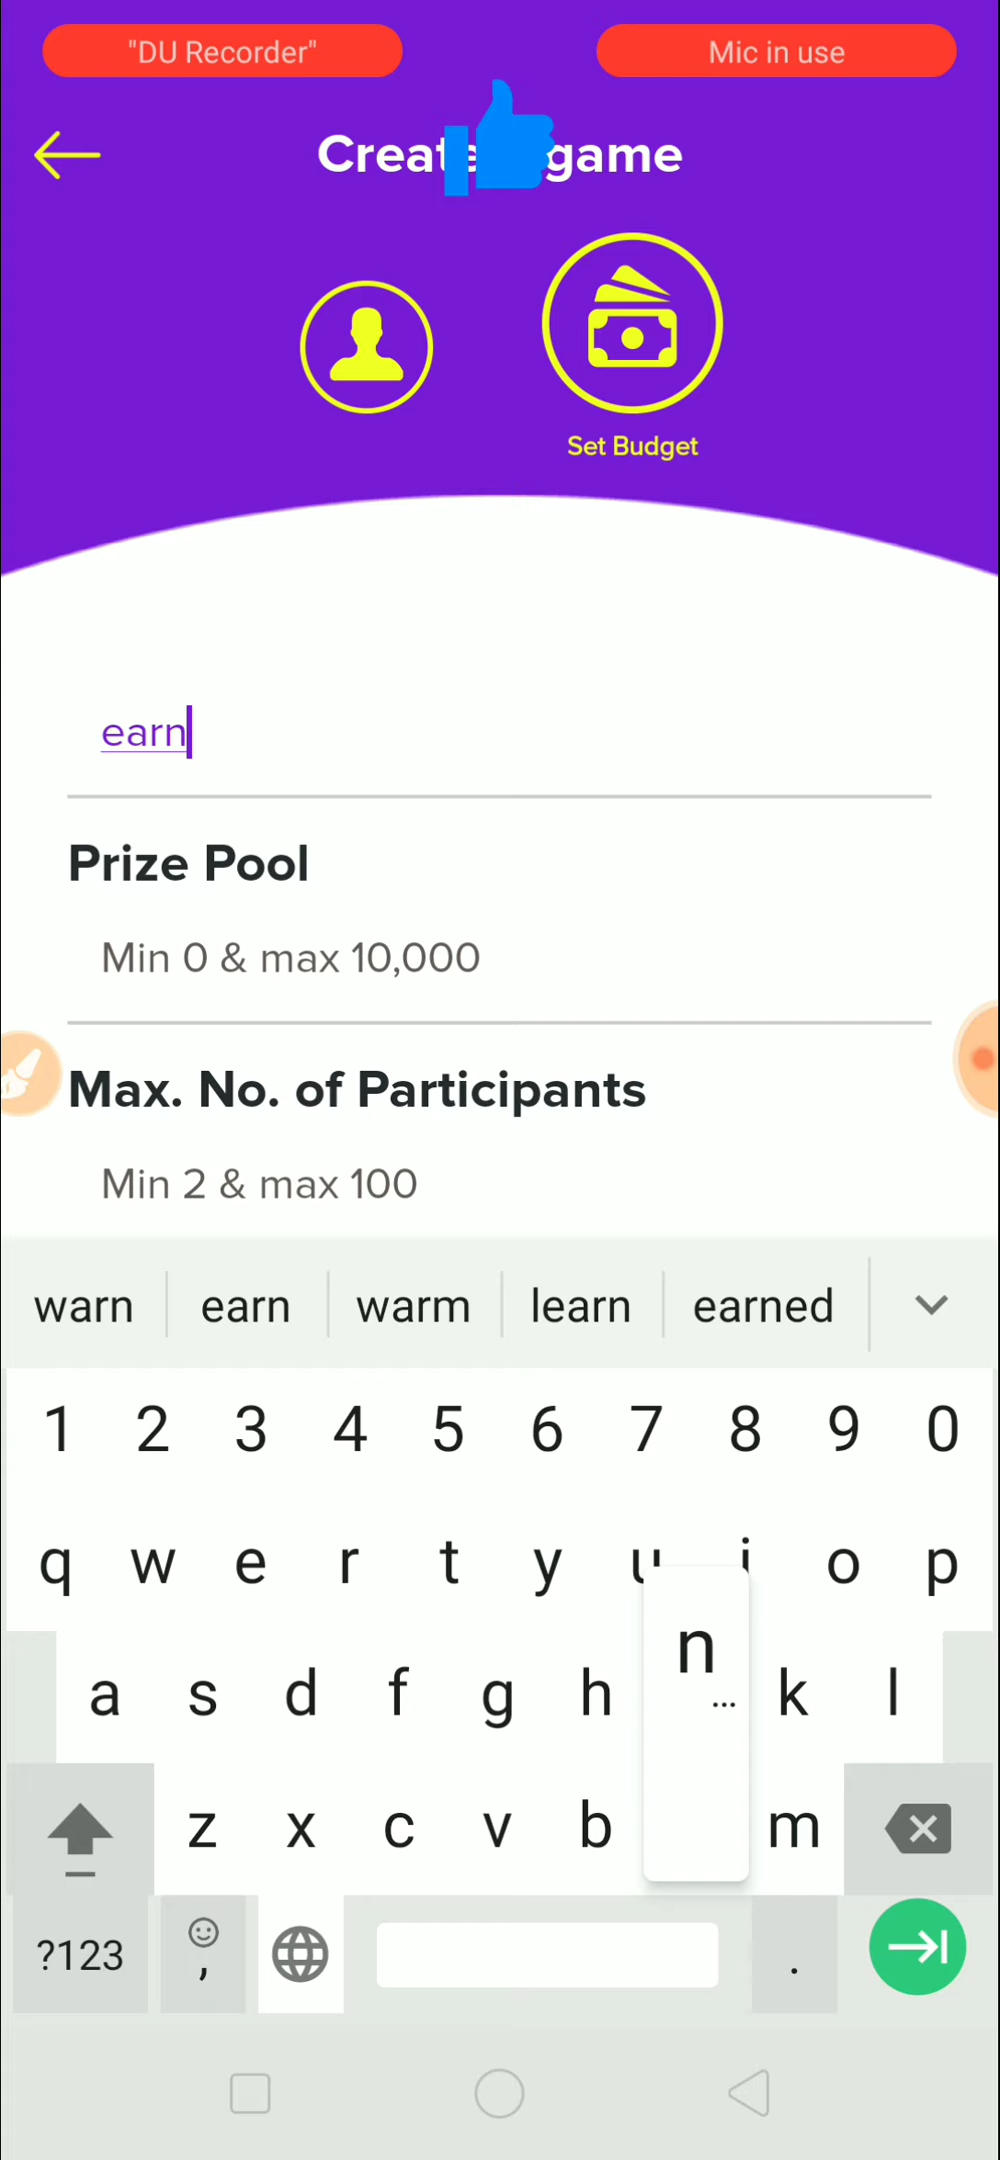 "DU Recorder" Mic in use
Create game
Set Budget
earn
Prize Pool
Min 0 & max 10,000
Max. No. of Participants
Min 2 & max 100
warn earn warm learn earned
1 2 3 4 5 6 7 8 9 0
q w e r t y u i o p
n
a s d f g h k l
z x c v b m
?123 , .